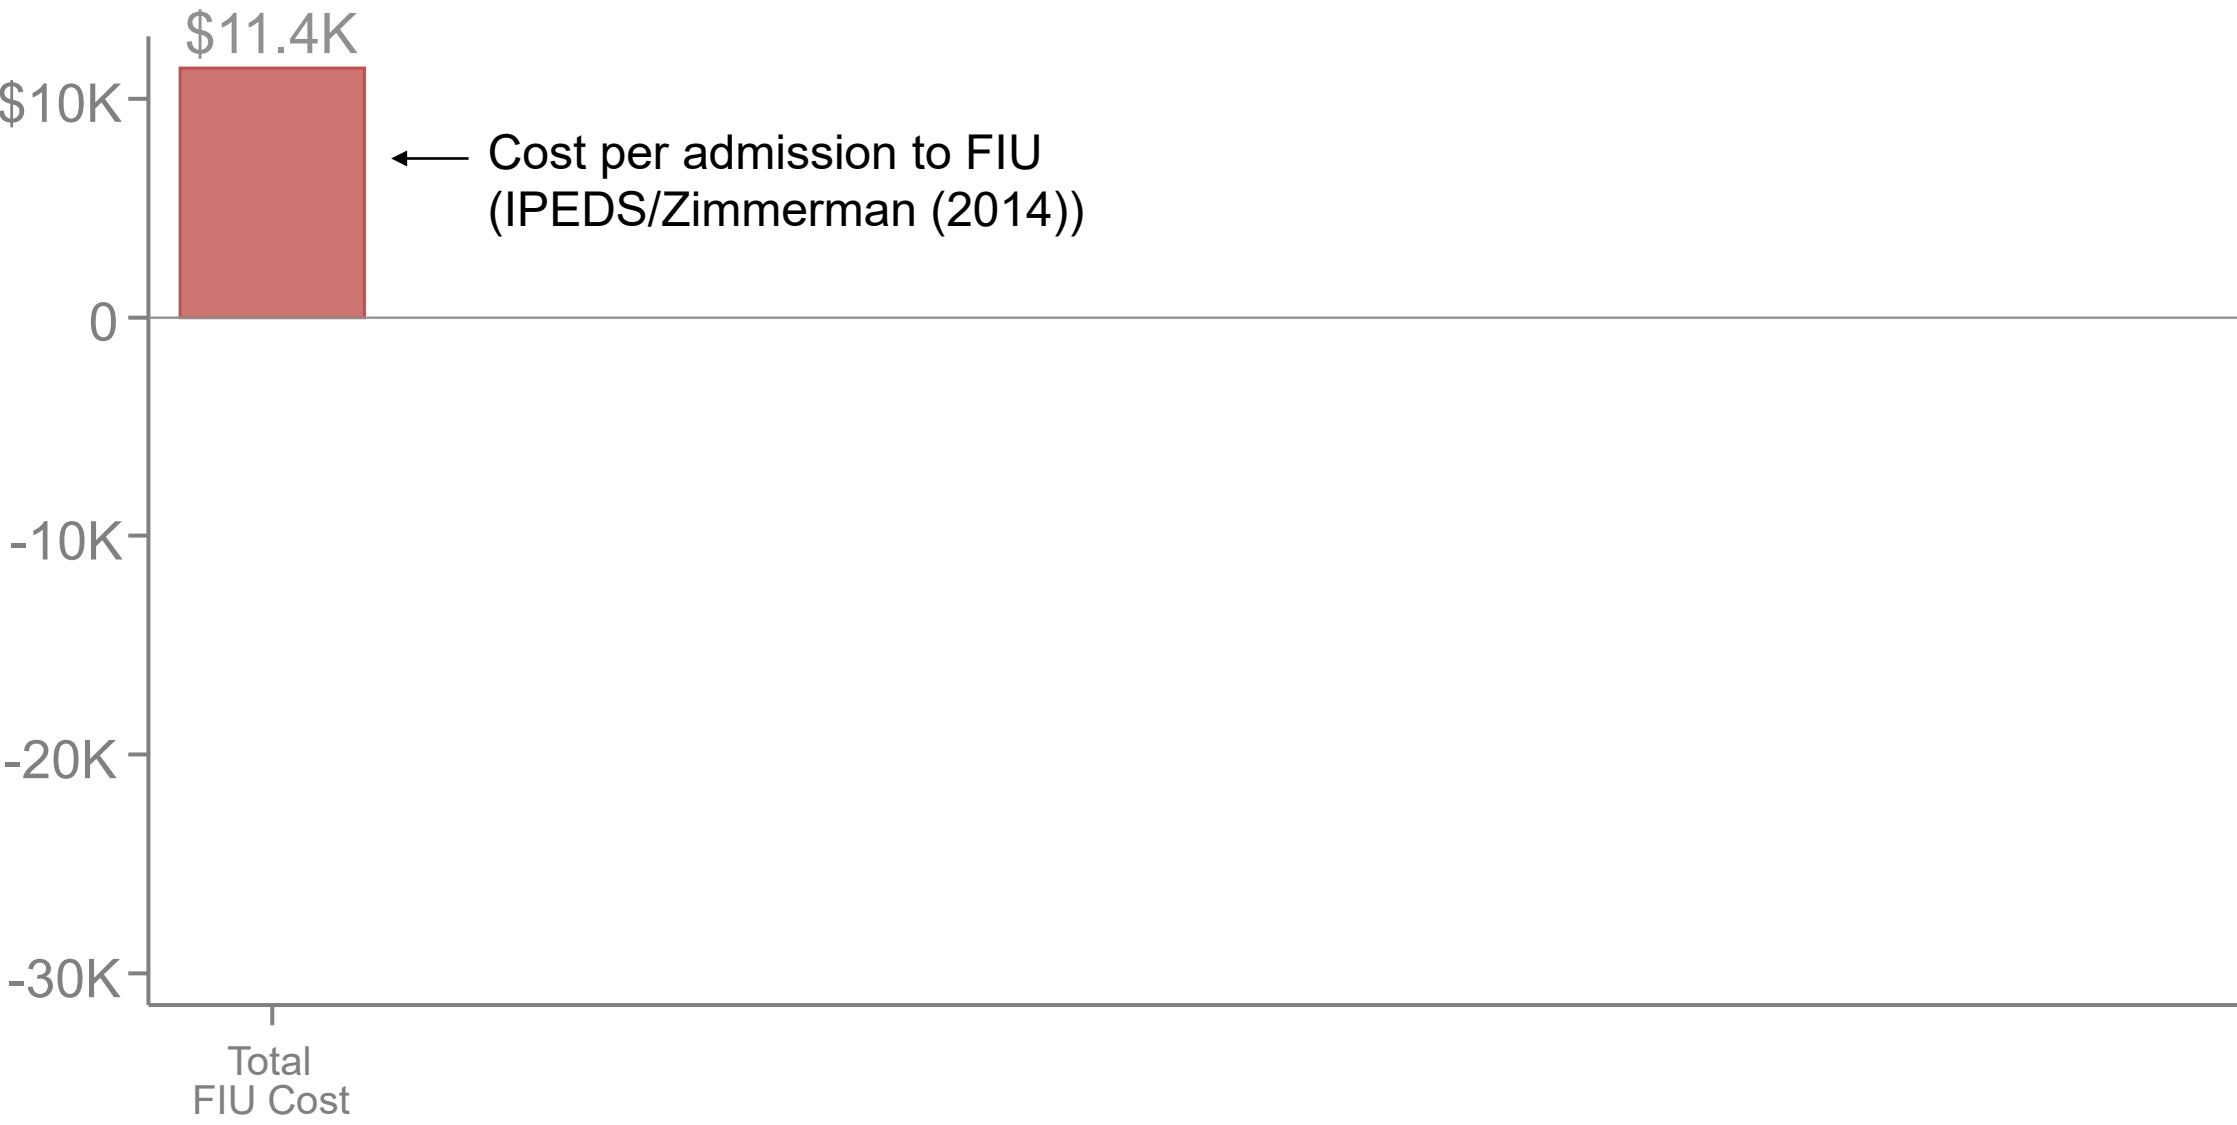 $11.4K
$10K
Cost per admission to FIU
(IPEDS/Zimmerman (2014))
0
-10K
-20K
-30K
Total
FIU Cost